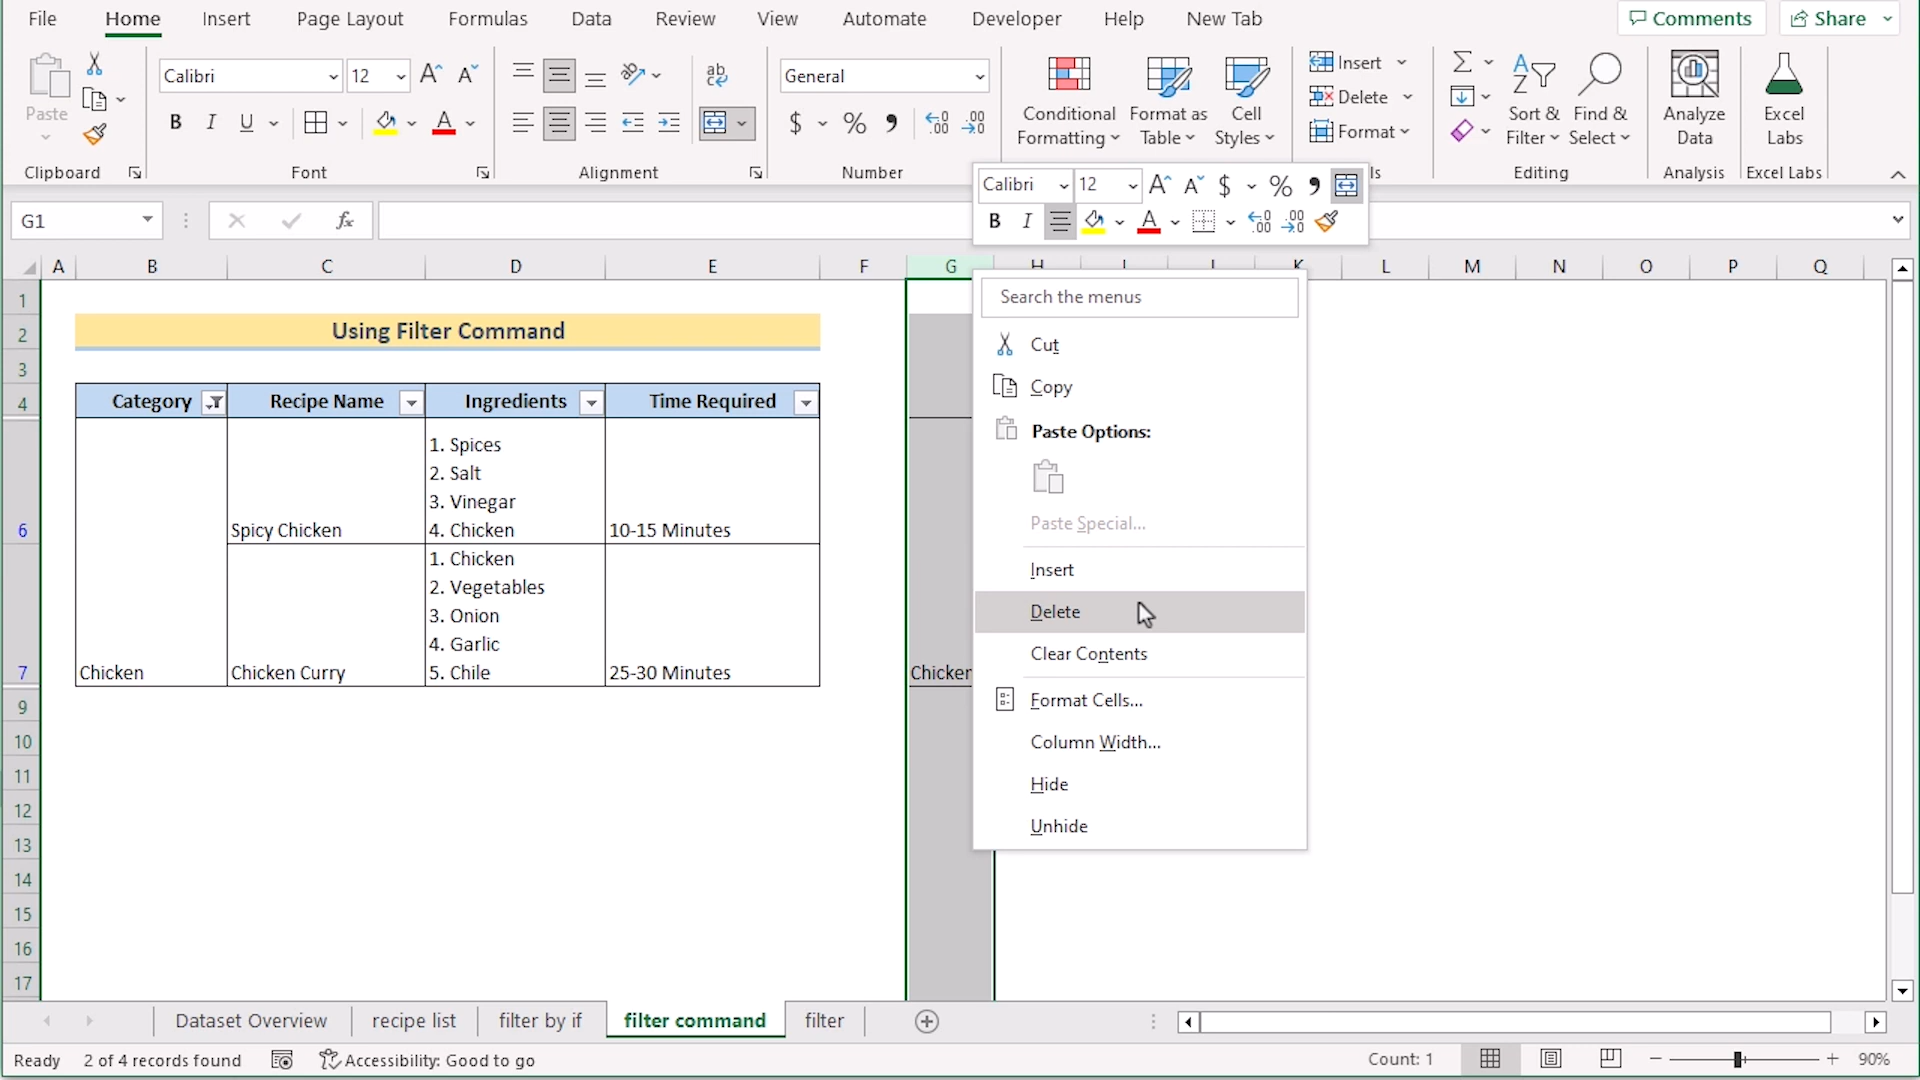 File Home Insert Page Layout Formulas Data Review View Automate Developer Help New Tab Comments Share
Paste
Calibri 12
B I U
ab
General
$ % 9
Conditional Formatting
Format as Table
Cell Styles
Insert
Delete
Format
Sort & Filter
Find & Select
Analyze Data
Excel Labs
Clipboard Font Alignment Number ls Editing Analysis Excel Labs
Calibri 12 $ % 9
B I A
G1 fx
A B C D E F G H I J K L M N O P Q
1
2 Using Filter Command
3
4 Category Recipe Name Ingredients Time Required
1. Spices
2. Salt
3. Vinegar
6 Spicy Chicken 4. Chicken 10-15 Minutes
1. Chicken
2. Vegetables
3. Onion
4. Garlic
7 Chicken Chicken Curry 5. Chile 25-30 Minutes Chicken
9
10
11
12
13
14
15
16
17
Search the menus
Cut
Copy
Paste Options:
Paste Special...
Insert
Delete
Clear Contents
Format Cells...
Column Width...
Hide
Unhide
Dataset Overview recipe list filter by if filter command filter
Ready 2 of 4 records found Accessibility: Good to go Count: 1 90%